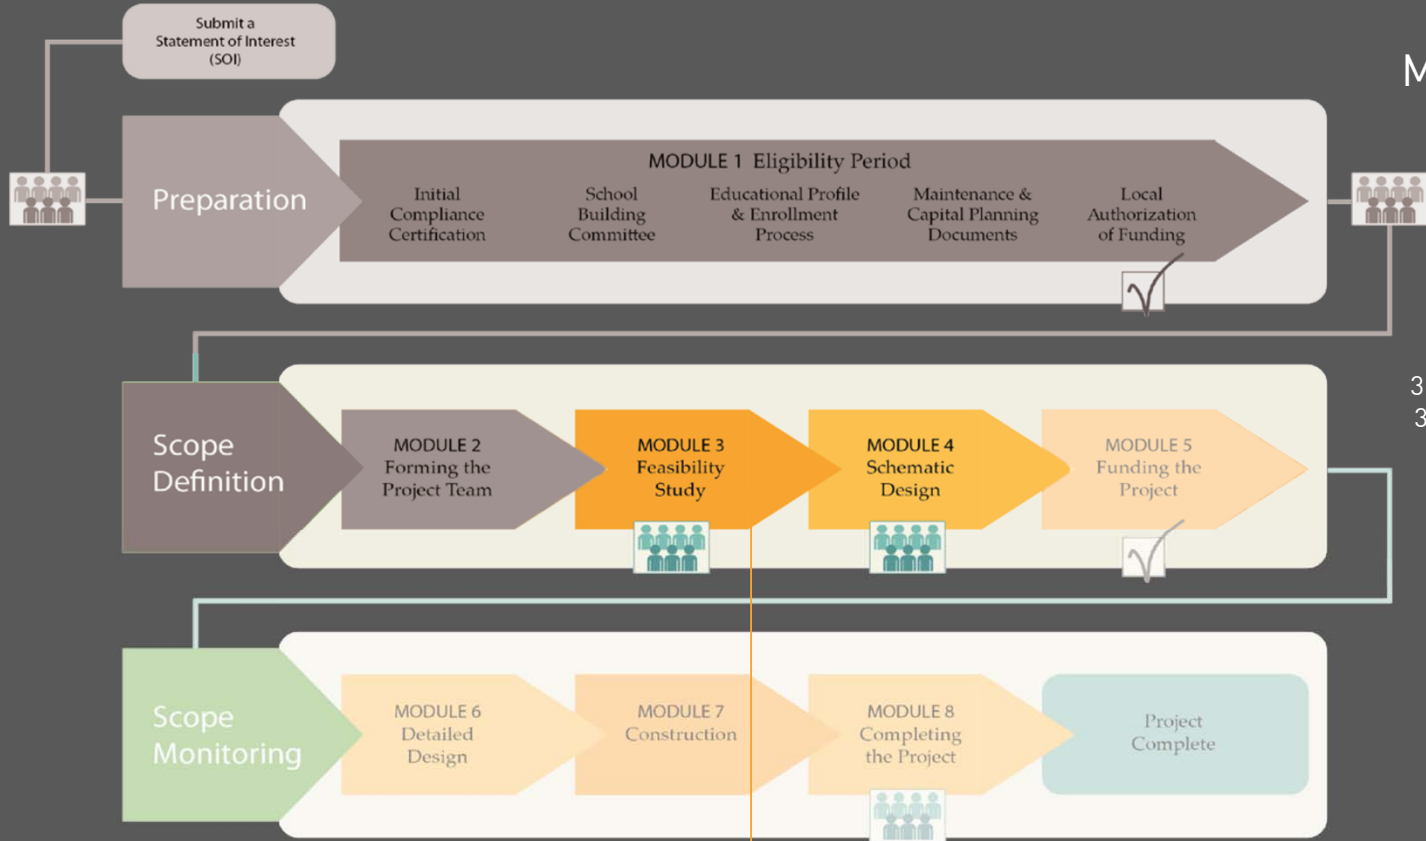 Submit a
Statement of Interest
(SOI)
M
Preparation
MODULE 1 Eligibility Period
Initial
Compliance
Certification
School
Building
Committee
Educational Profile
& Enrollment
Process
Maintenance &
Capital Planning
Documents
Local
Authorization
of Funding
3
3
Scope
Definition
MODULE 2
Forming the
Project Team
MODULE 3
Feasibility
Study
MODULE 4
Schematic
Design
MODULE 5
Funding the
Project
Scope
Monitoring
MODULE 6
Detailed
Design
MODULE 7
Construction
MODULE 8
Completing
the Project
Project
Complete